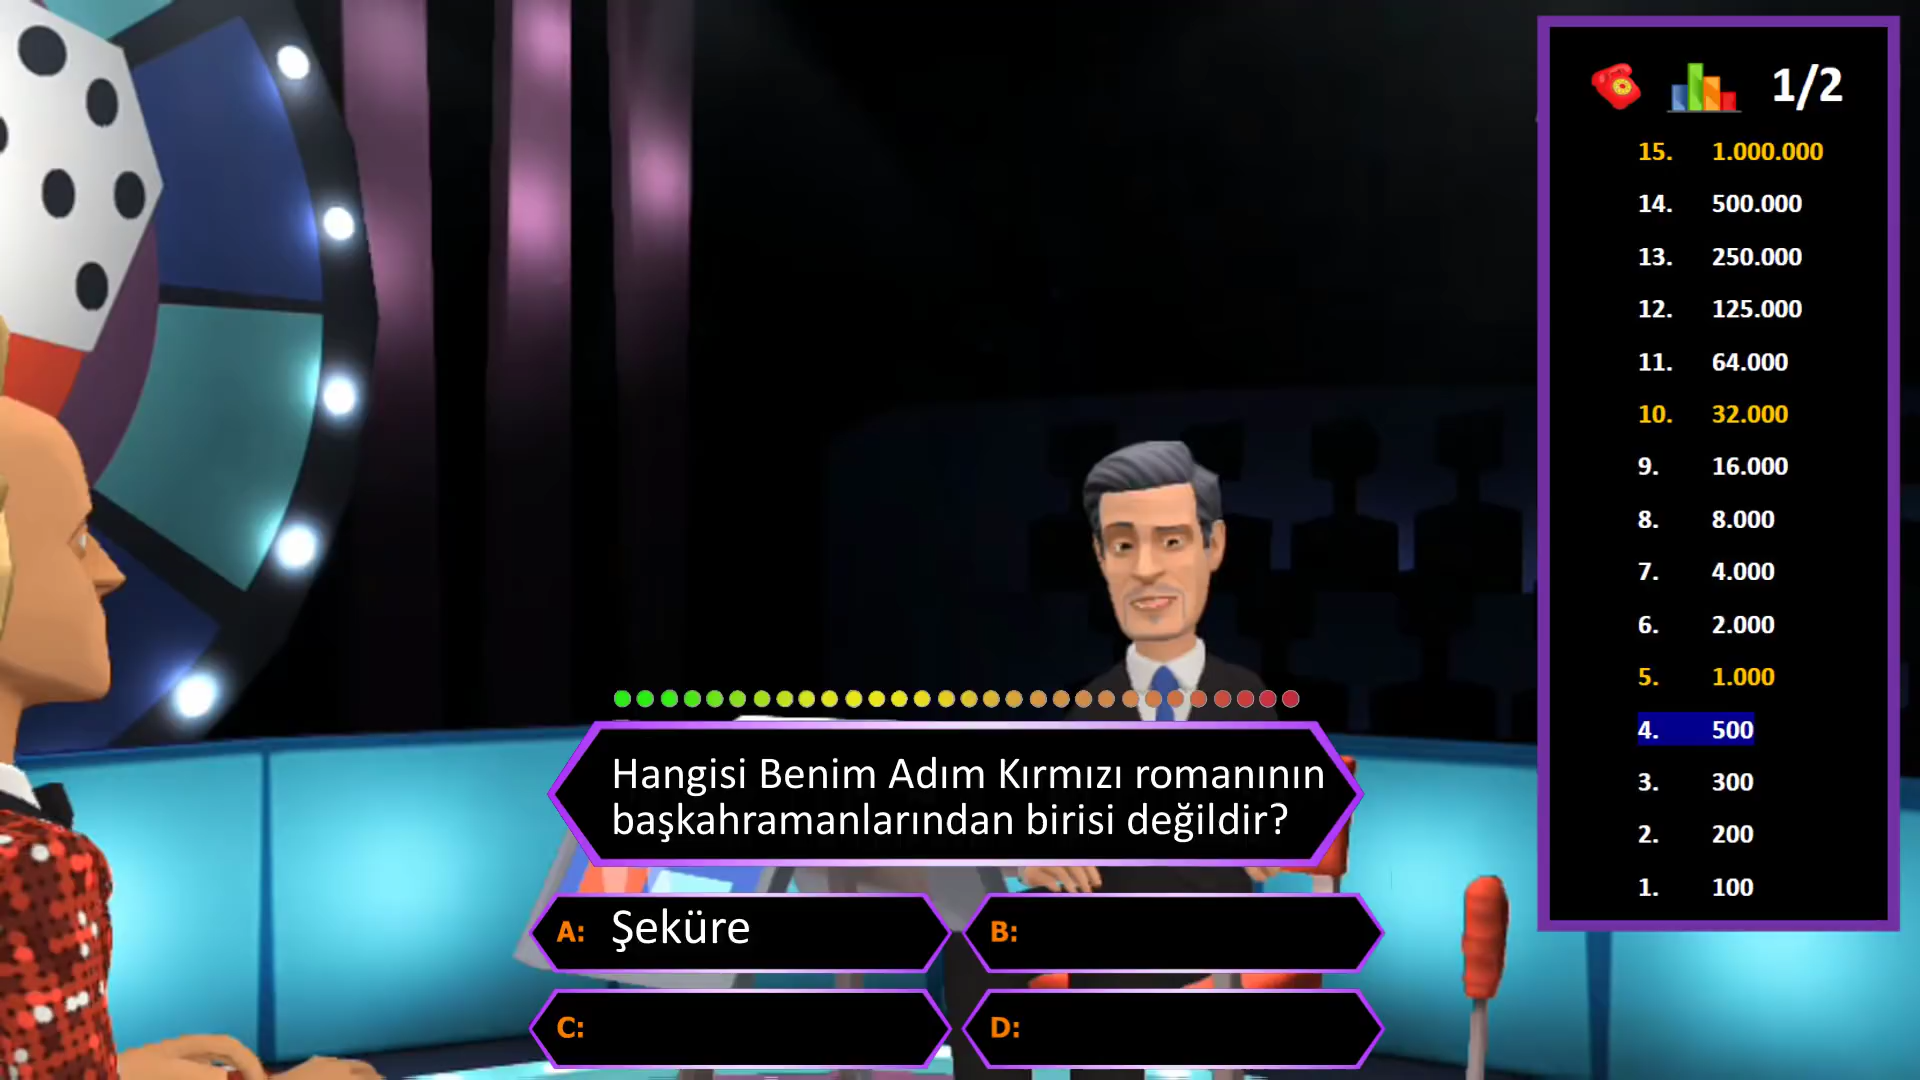 1/2
15. 1.000.000
14. 500.000
13. 250.000
12. 125.000
11. 64.000
10. 32.000
9. 16.000
8. 8.000
7. 4.000
6. 2.000
5. 1.000
4. 500
3. 300
2. 200
1. 100
Hangisi Benim Adım Kırmızı romanının
başkahramanlarından birisi değildir?
A: Şeküre
B:
C:
D: